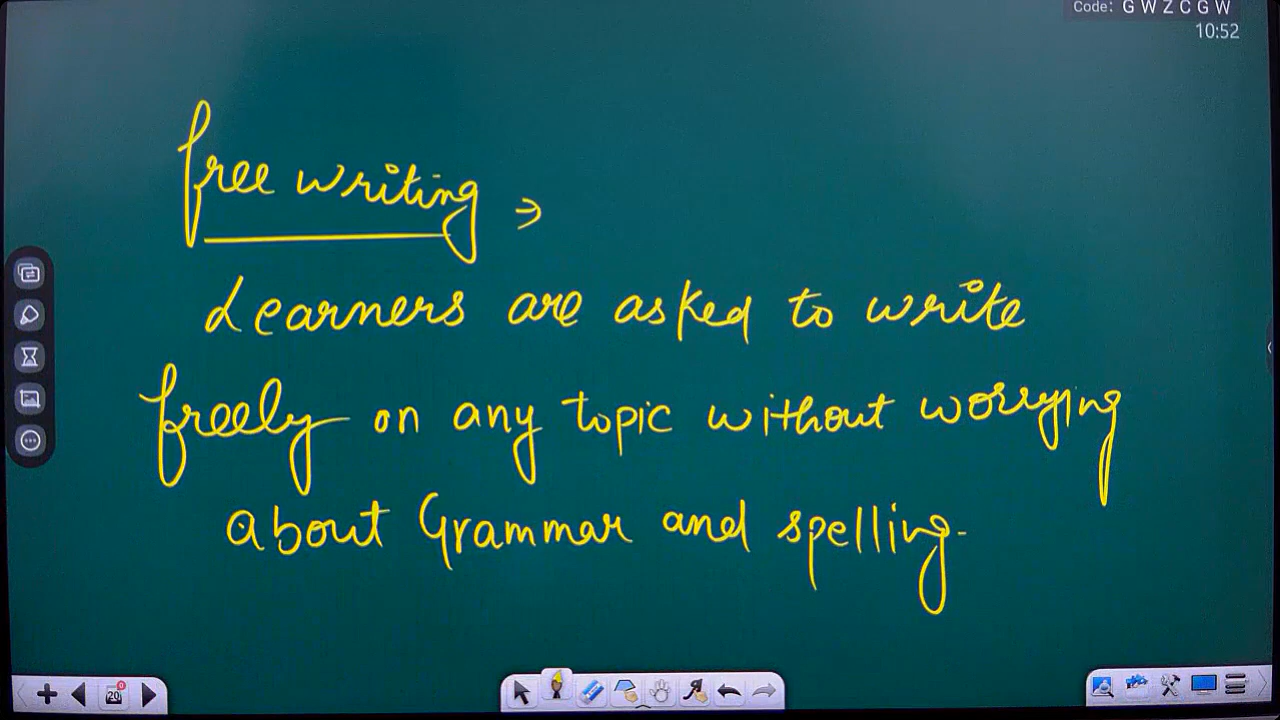 Code: GWZCGW
10:52
free writing ⇒
Learners are asked to write
freely on any topic without worrying
about Grammar and spelling.
20